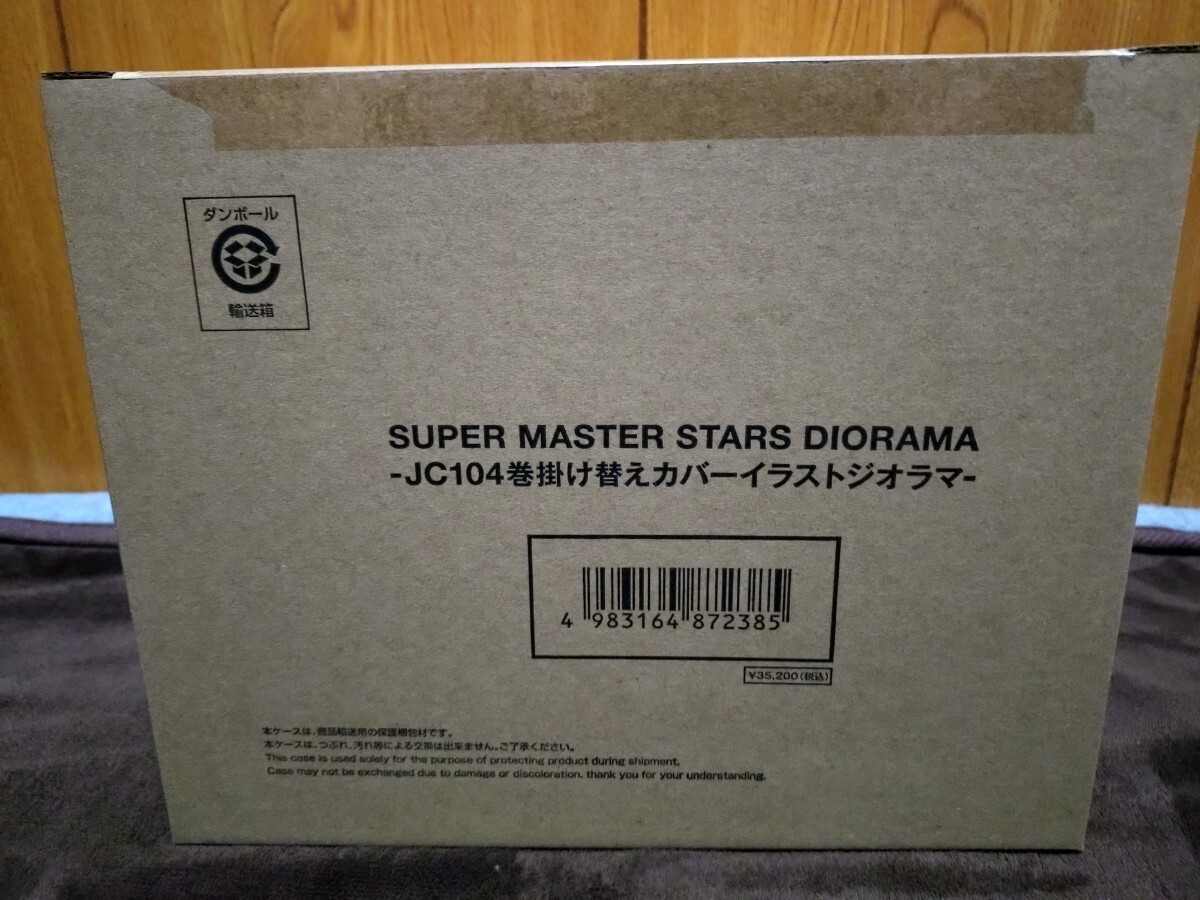 ダンボール
輸送箱
SUPER MASTER STARS DIORAMA
-JC104巻掛け替えカバーイラストジオラマ-
4 983164 872385
¥35,200(税込)
本ケースは、商品輸送用の保護梱包材です。
本ケースは、つぶれ、汚れ等による交換は出来ません。ご了承ください。
This case is used solely for the purpose of protecting product during shipment.
Case may not be exchanged due to damage or discoloration, thank you for your understanding.